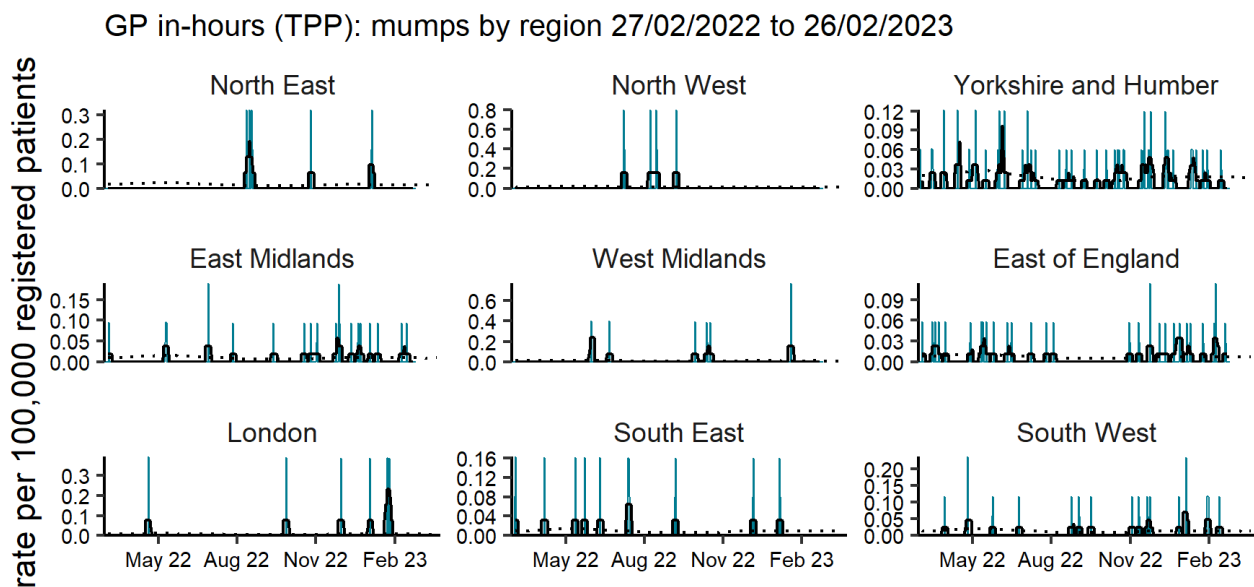 GP in-hours (TPP): mumps by region 27/02/2022 to 26/02/2023
rate per 100,000 registered patients
North East
0.3
0.2
0.1
0.0
North West
0.8
0.6
0.4
0.2
0.0
Yorkshire and Humber
0.12
0.09
0.06
0.03
0.00
East Midlands
0.15
0.10
0.05
0.00
West Midlands
0.6
0.4
0.2
0.0
East of England
0.09
0.06
0.03
0.00
London
0.3
0.2
0.1
0.0
South East
0.16
0.12
0.08
0.04
0.00
South West
0.20
0.15
0.10
0.05
0.00
May 22 Aug 22 Nov 22 Feb 23
May 22 Aug 22 Nov 22 Feb 23
May 22 Aug 22 Nov 22 Feb 23